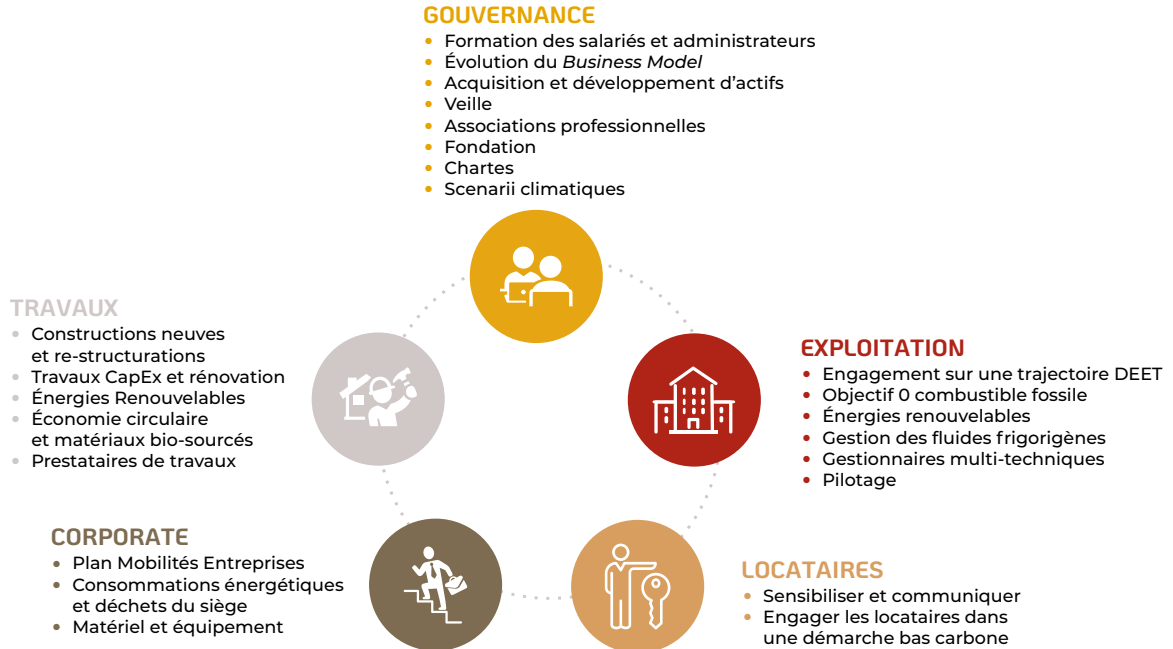 GOUVERNANCE
• Formation des salariés et administrateurs
• Évolution du Business Model
• Acquisition et développement d'actifs
• Veille
• Associations professionnelles
• Fondation
• Chartes
• Scenarii climatiques
TRAVAUX
• Constructions neuves
et re-structurations
• Travaux CapEx et rénovation
• Énergies Renouvelables
• Économie circulaire
et matériaux bio-sourcés
• Prestataires de travaux
EXPLOITATION
• Engagement sur une trajectoire DEET
• Objectif 0 combustible fossile
• Énergies renouvelables
• Gestion des fluides frigorigènes
• Gestionnaires multi-techniques
• Pilotage
CORPORATE
• Plan Mobilités Entreprises
• Consommations énergétiques
et déchets du siège
• Matériel et équipement
LOCATAIRES
• Sensibiliser et communiquer
• Engager les locataires dans
une démarche bas carbone